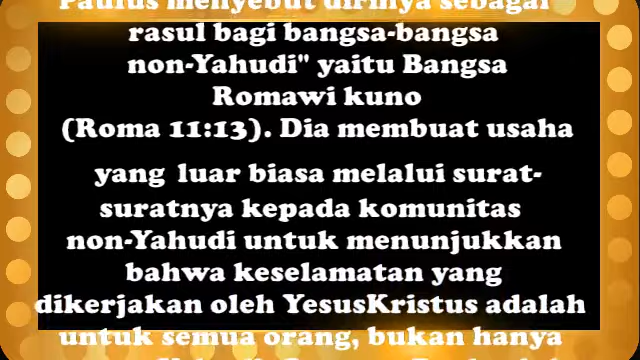 Paulus menyebut dirinya sebagai
rasul bagi bangsa-bangsa
non-Yahudi" yaitu Bangsa
Romawi kuno
(Roma 11:13). Dia membuat usaha
yang luar biasa melalui surat-
suratnya kepada komunitas
non-Yahudi untuk menunjukkan
bahwa keselamatan yang
dikerjakan oleh YesusKristus adalah
untuk semua orang, bukan hanya